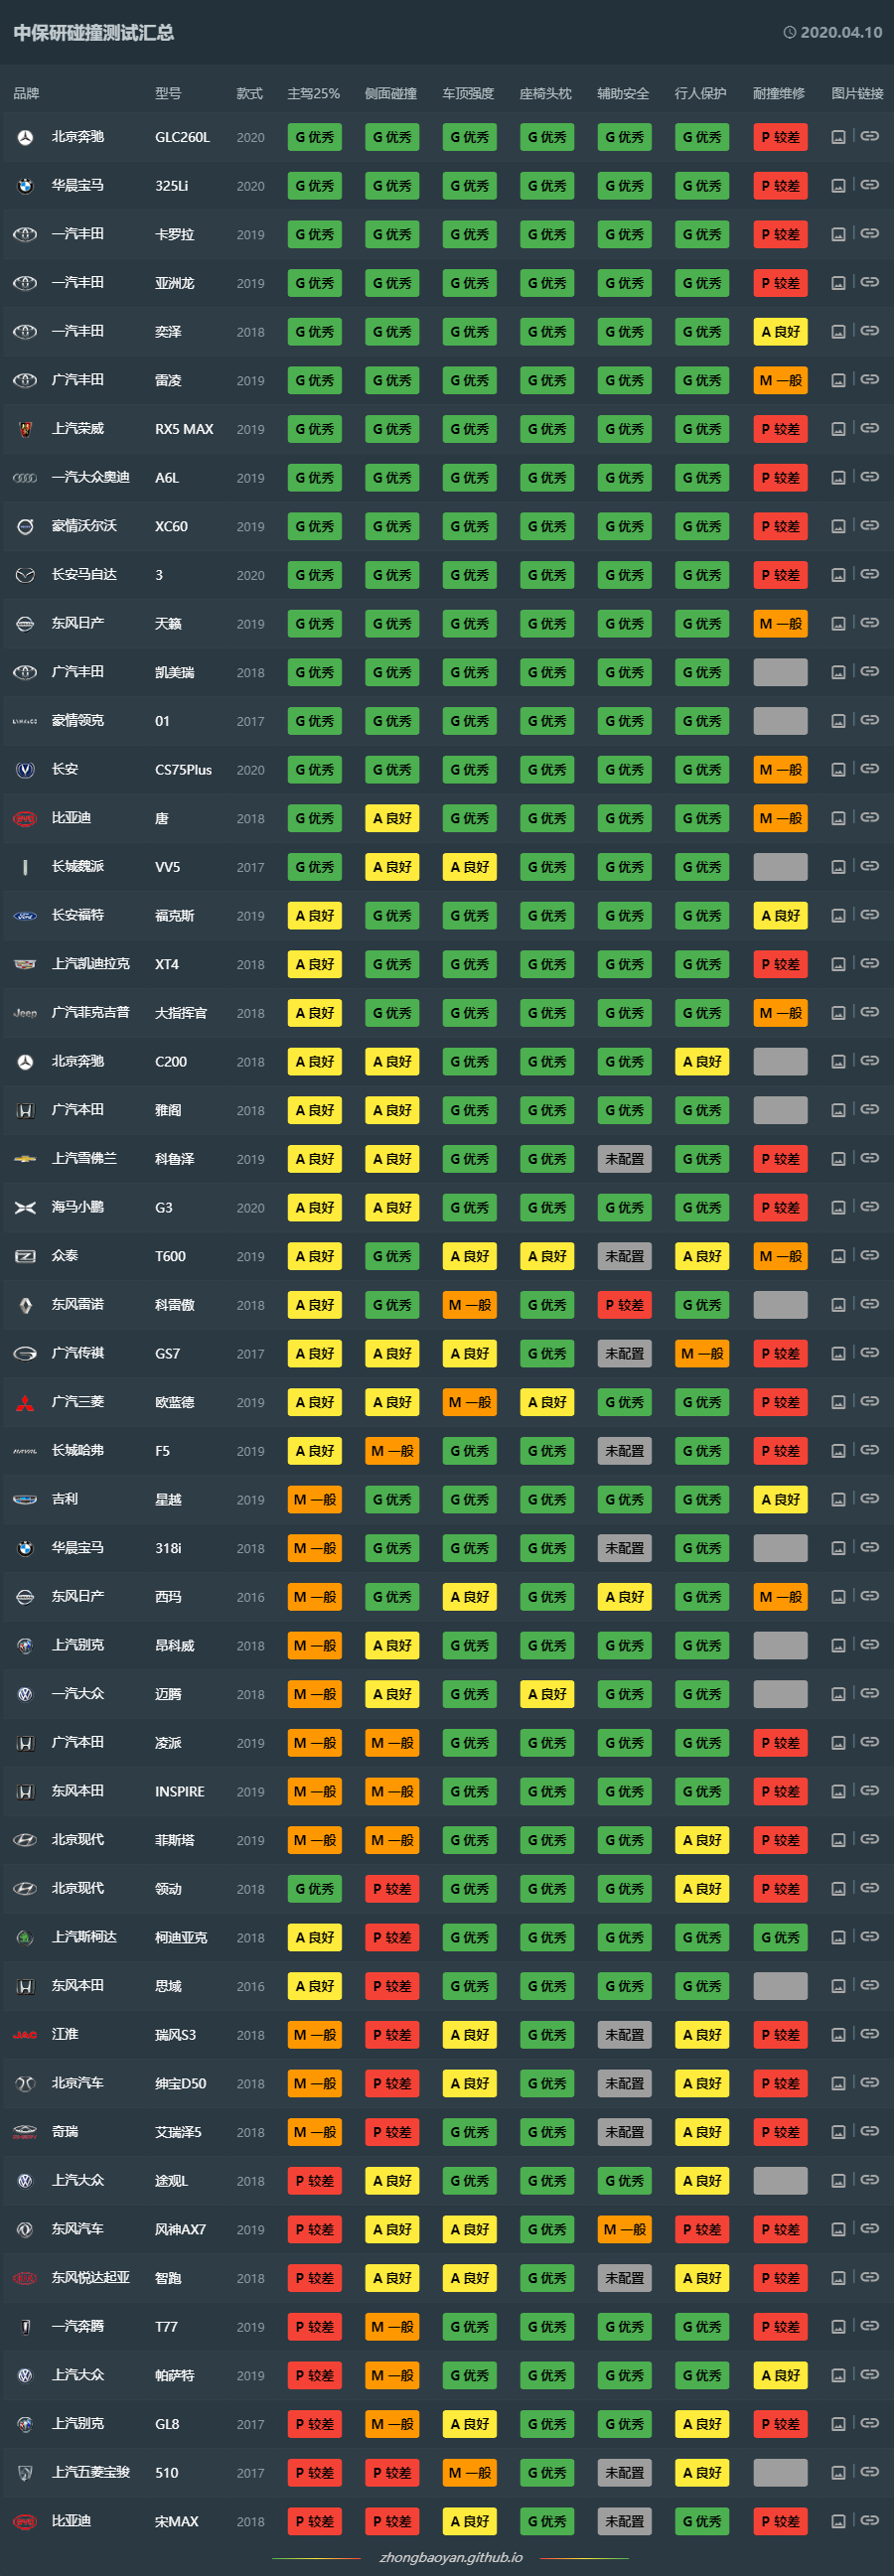 中保研碰撞测试汇总 2020.04.10
品牌 型号 款式 主驾25% 侧面碰撞 车顶强度 座椅头枕 辅助安全 行人保护 耐撞维修 图片链接
北京奔驰 GLC260L 2020 G 优秀 G 优秀 G 优秀 G 优秀 G 优秀 G 优秀 P 较差
华晨宝马 325Li 2020 G 优秀 G 优秀 G 优秀 G 优秀 G 优秀 G 优秀 P 较差
一汽丰田 卡罗拉 2019 G 优秀 G 优秀 G 优秀 G 优秀 G 优秀 G 优秀 P 较差
一汽丰田 亚洲龙 2019 G 优秀 G 优秀 G 优秀 G 优秀 G 优秀 G 优秀 P 较差
一汽丰田 奕泽 2018 G 优秀 G 优秀 G 优秀 G 优秀 G 优秀 G 优秀 A 良好
广汽丰田 雷凌 2019 G 优秀 G 优秀 G 优秀 G 优秀 G 优秀 G 优秀 M 一般
上汽荣威 RX5 MAX 2019 G 优秀 G 优秀 G 优秀 G 优秀 G 优秀 G 优秀 P 较差
一汽大众奥迪 A6L 2019 G 优秀 G 优秀 G 优秀 G 优秀 G 优秀 G 优秀 P 较差
豪情沃尔沃 XC60 2019 G 优秀 G 优秀 G 优秀 G 优秀 G 优秀 G 优秀 P 较差
长安马自达 3 2020 G 优秀 G 优秀 G 优秀 G 优秀 G 优秀 G 优秀 P 较差
东风日产 天籁 2019 G 优秀 G 优秀 G 优秀 G 优秀 G 优秀 G 优秀 M 一般
广汽丰田 凯美瑞 2018 G 优秀 G 优秀 G 优秀 G 优秀 G 优秀 G 优秀
豪情领克 01 2017 G 优秀 G 优秀 G 优秀 G 优秀 G 优秀 G 优秀
长安 CS75Plus 2020 G 优秀 G 优秀 G 优秀 G 优秀 G 优秀 G 优秀 M 一般
比亚迪 唐 2018 G 优秀 A 良好 G 优秀 G 优秀 G 优秀 G 优秀 M 一般
长城魏派 VV5 2017 G 优秀 A 良好 A 良好 G 优秀 G 优秀 G 优秀
Ford 长安福特 福克斯 2019 A 良好 G 优秀 G 优秀 G 优秀 G 优秀 G 优秀 A 良好
上汽凯迪拉克 XT4 2018 A 良好 G 优秀 G 优秀 G 优秀 G 优秀 G 优秀 P 较差
Jeep 广汽菲克吉普 大指挥官 2018 A 良好 G 优秀 G 优秀 G 优秀 G 优秀 G 优秀 M 一般
北京奔驰 C200 2018 A 良好 A 良好 G 优秀 G 优秀 G 优秀 A 良好
广汽本田 雅阁 2018 A 良好 A 良好 G 优秀 G 优秀 G 优秀 G 优秀
上汽雪佛兰 科鲁泽 2019 A 良好 A 良好 G 优秀 G 优秀 未配置 G 优秀 P 较差
海马小鹏 G3 2020 A 良好 A 良好 G 优秀 G 优秀 G 优秀 G 优秀 P 较差
众泰 T600 2019 A 良好 G 优秀 A 良好 A 良好 未配置 A 良好 M 一般
东风雷诺 科雷傲 2018 A 良好 G 优秀 M 一般 G 优秀 P 较差 G 优秀
广汽传祺 GS7 2017 A 良好 A 良好 A 良好 G 优秀 未配置 M 一般 P 较差
广汽三菱 欧蓝德 2019 A 良好 A 良好 M 一般 A 良好 G 优秀 G 优秀 P 较差
HAVAL 长城哈弗 F5 2019 A 良好 M 一般 G 优秀 G 优秀 未配置 G 优秀 P 较差
吉利 星越 2019 M 一般 G 优秀 G 优秀 G 优秀 G 优秀 G 优秀 A 良好
华晨宝马 318i 2018 M 一般 G 优秀 G 优秀 G 优秀 未配置 G 优秀
东风日产 西玛 2016 M 一般 G 优秀 A 良好 G 优秀 A 良好 G 优秀 M 一般
上汽别克 昂科威 2018 M 一般 A 良好 G 优秀 G 优秀 G 优秀 G 优秀
一汽大众 迈腾 2018 M 一般 A 良好 G 优秀 A 良好 G 优秀 G 优秀
广汽本田 凌派 2019 M 一般 M 一般 G 优秀 G 优秀 G 优秀 G 优秀 P 较差
东风本田 INSPIRE 2019 M 一般 M 一般 G 优秀 G 优秀 G 优秀 G 优秀 P 较差
北京现代 菲斯塔 2019 M 一般 M 一般 G 优秀 G 优秀 G 优秀 A 良好 P 较差
北京现代 领动 2018 G 优秀 P 较差 G 优秀 G 优秀 G 优秀 A 良好 P 较差
上汽斯柯达 柯迪亚克 2018 A 良好 P 较差 G 优秀 G 优秀 G 优秀 G 优秀 G 优秀
东风本田 思域 2016 A 良好 P 较差 G 优秀 G 优秀 G 优秀 G 优秀
JAC 江淮 瑞风S3 2018 M 一般 P 较差 A 良好 G 优秀 未配置 A 良好 P 较差
北京汽车 绅宝D50 2018 M 一般 P 较差 A 良好 G 优秀 未配置 A 良好 P 较差
奇瑞 艾瑞泽5 2018 M 一般 P 较差 G 优秀 G 优秀 未配置 A 良好 P 较差
上汽大众 途观L 2018 P 较差 A 良好 G 优秀 G 优秀 G 优秀 A 良好
东风汽车 风神AX7 2019 P 较差 A 良好 A 良好 G 优秀 M 一般 P 较差 P 较差
东风悦达起亚 智跑 2018 P 较差 A 良好 A 良好 G 优秀 未配置 A 良好 P 较差
一汽奔腾 T77 2019 P 较差 M 一般 G 优秀 G 优秀 G 优秀 G 优秀 P 较差
上汽大众 帕萨特 2019 P 较差 M 一般 G 优秀 G 优秀 G 优秀 G 优秀 A 良好
上汽别克 GL8 2017 P 较差 M 一般 A 良好 G 优秀 G 优秀 A 良好 P 较差
上汽五菱宝骏 510 2017 P 较差 P 较差 M 一般 G 优秀 未配置 A 良好
比亚迪 宋MAX 2018 P 较差 P 较差 A 良好 G 优秀 未配置 G 优秀 P 较差
zhongbaoyan.github.io